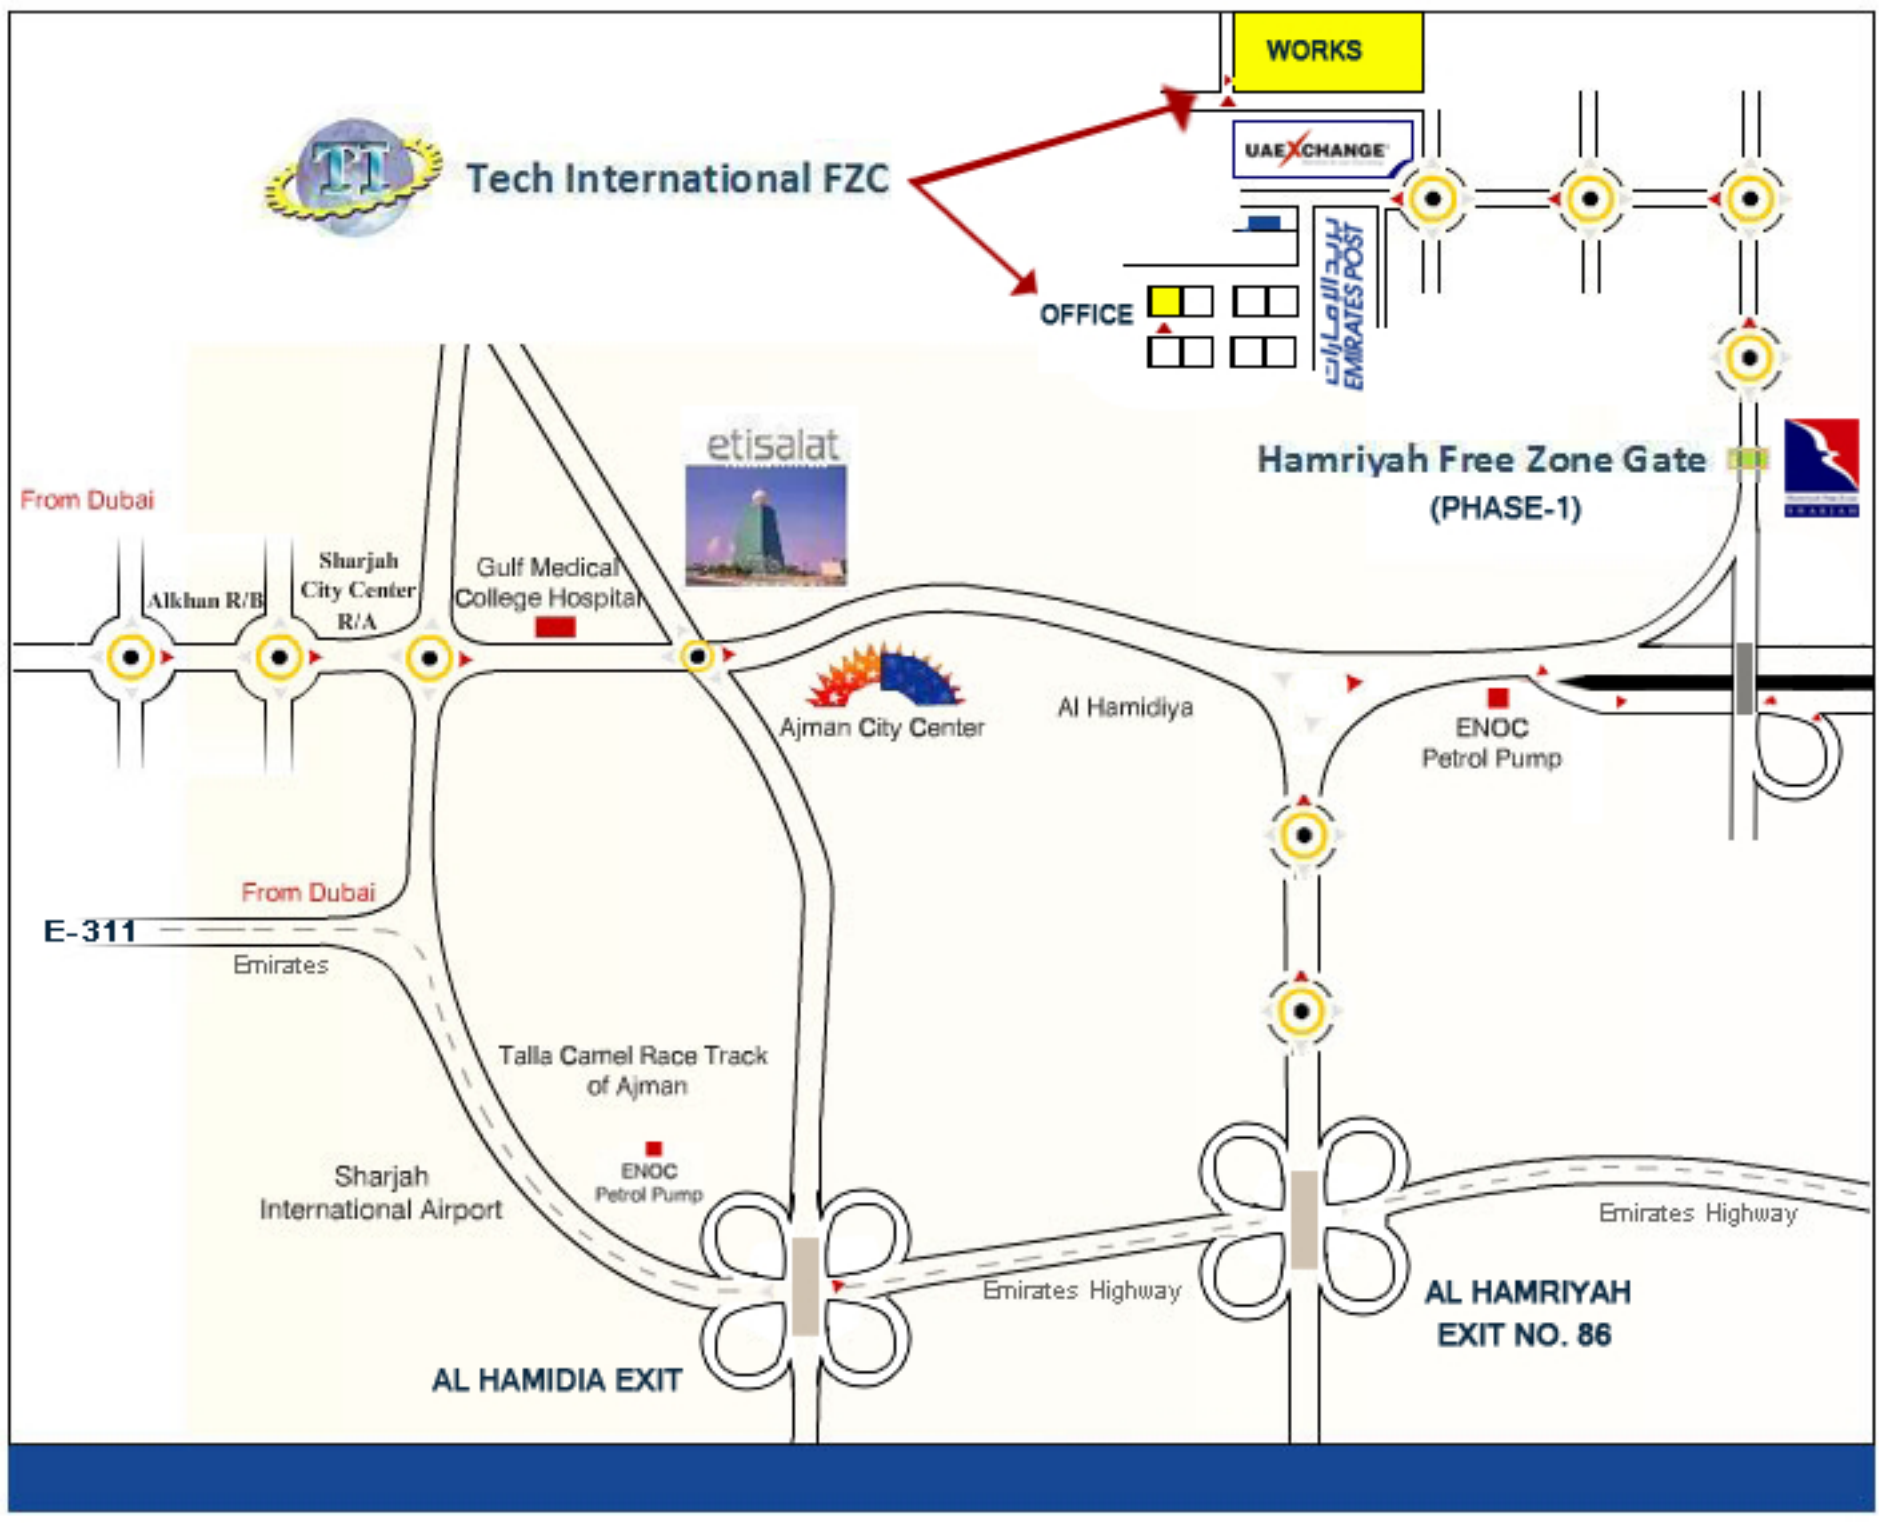 WORKS
TI
Tech International FZC
UAEXCHANGE
بريد الإمارات
EMIRATES POST
OFFICE
etisalat
Hamriyah Free Zone Gate
(PHASE-1)
From Dubai
Sharjah
City Center
R/A
Alkhan R/B
Gulf Medical
College Hospital
Ajman City Center
Al Hamidiya
ENOC
Petrol Pump
From Dubai
E-311
Emirates
Talla Camel Race Track
of Ajman
ENOC
Petrol Pump
Sharjah
International Airport
Emirates Highway
Emirates Highway
AL HAMRIYAH
EXIT NO. 86
AL HAMIDIA EXIT